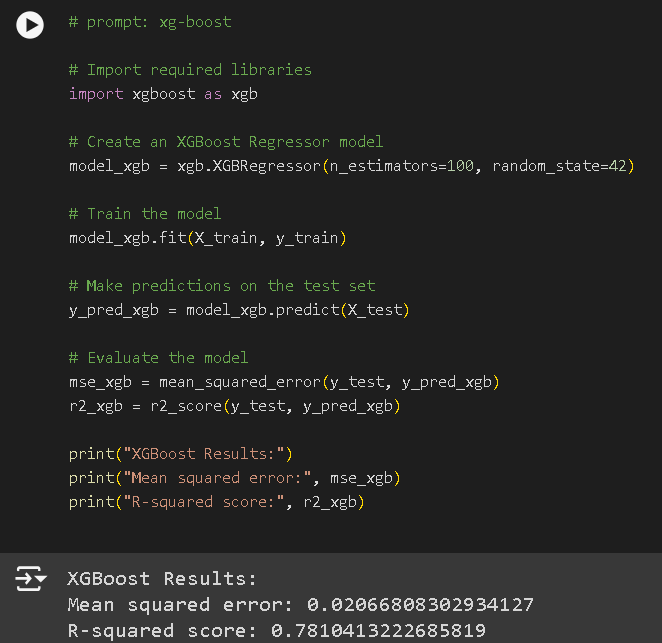 # prompt: xg-boost
# Import required libraries
import xgboost as xgb
# Create an XGBoost Regressor model
model_xgb = xgb.XGBRegressor(n_estimators=100, random_state=42)
# Train the model
model_xgb.fit(X_train, y_train)
# Make predictions on the test set
y_pred_xgb = model_xgb.predict(X_test)
# Evaluate the model
mse_xgb = mean_squared_error(y_test, y_pred_xgb)
r2_xgb = r2_score(y_test, y_pred_xgb)
print("XGBoost Results:")
print("Mean squared error:", mse_xgb)
print("R-squared score:", r2_xgb)
XGBoost Results:
Mean squared error: 0.02066808302934127
R-squared score: 0.7810413222685819